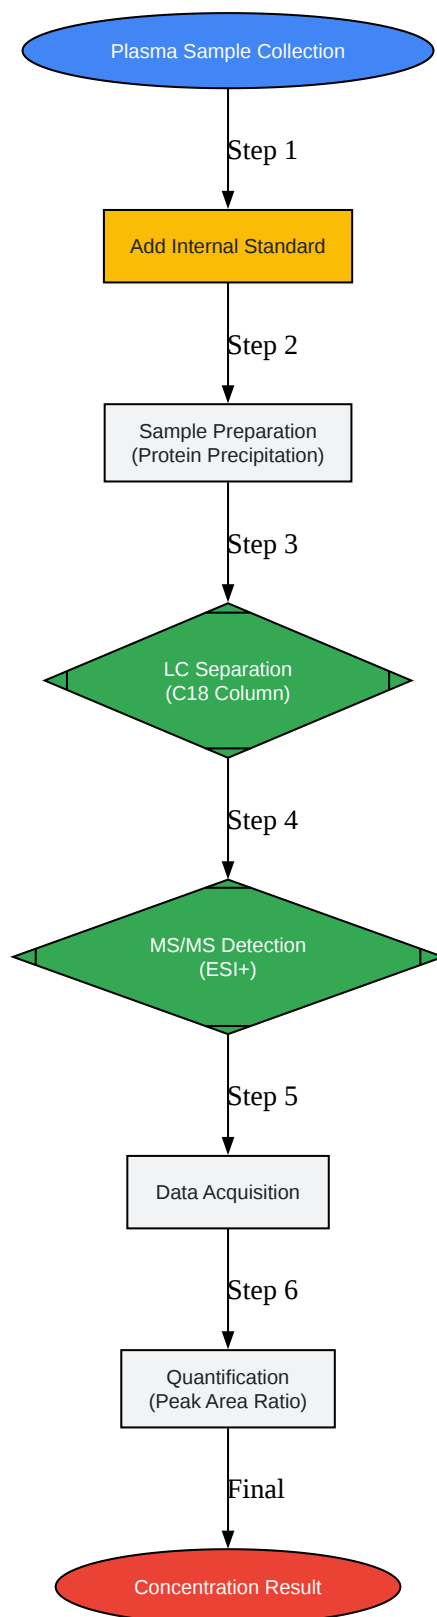 Plasma Sample Collection
Step 1
Add Internal Standard
Step 2
Sample Preparation
(Protein Precipitation)
Step 3
LC Separation
(C18 Column)
Step 4
MS/MS Detection
(ESI+)
Step 5
Data Acquisition
Step 6
Quantification
(Peak Area Ratio)
Final
Concentration Result